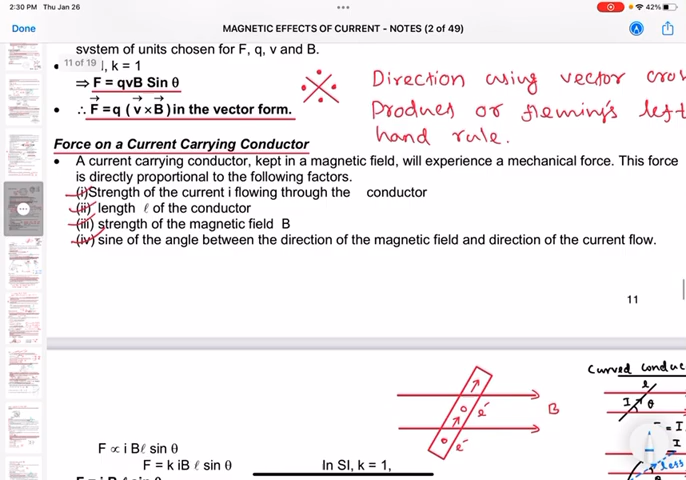 2:30 PM Thu Jan 26
42%
Done
MAGNETIC EFFECTS OF CURRENT - NOTES (2 of 49)
system of units chosen for F, q, v and B.
11 of 19
, k = 1
⇒ F = qvB Sin θ
∴ F = q ( v × B ) in the vector form.
Direction using vector cro
Produc or fleming's left
hand rule.
Force on a Current Carrying Conductor
A current carrying conductor, kept in a magnetic field, will experience a mechanical force. This force
is directly proportional to the following factors.
(i)Strength of the current i flowing through the conductor
(ii) length ℓ of the conductor
(iii) strength of the magnetic field B
(iv) sine of the angle between the direction of the magnetic field and direction of the current flow.
11
Curved conduc
ℓ
I θ
e⁻
B
e⁻
= I
I
less
F ∝ i Bℓ sin θ
F = k iB ℓ sin θ
In SI, k = 1,